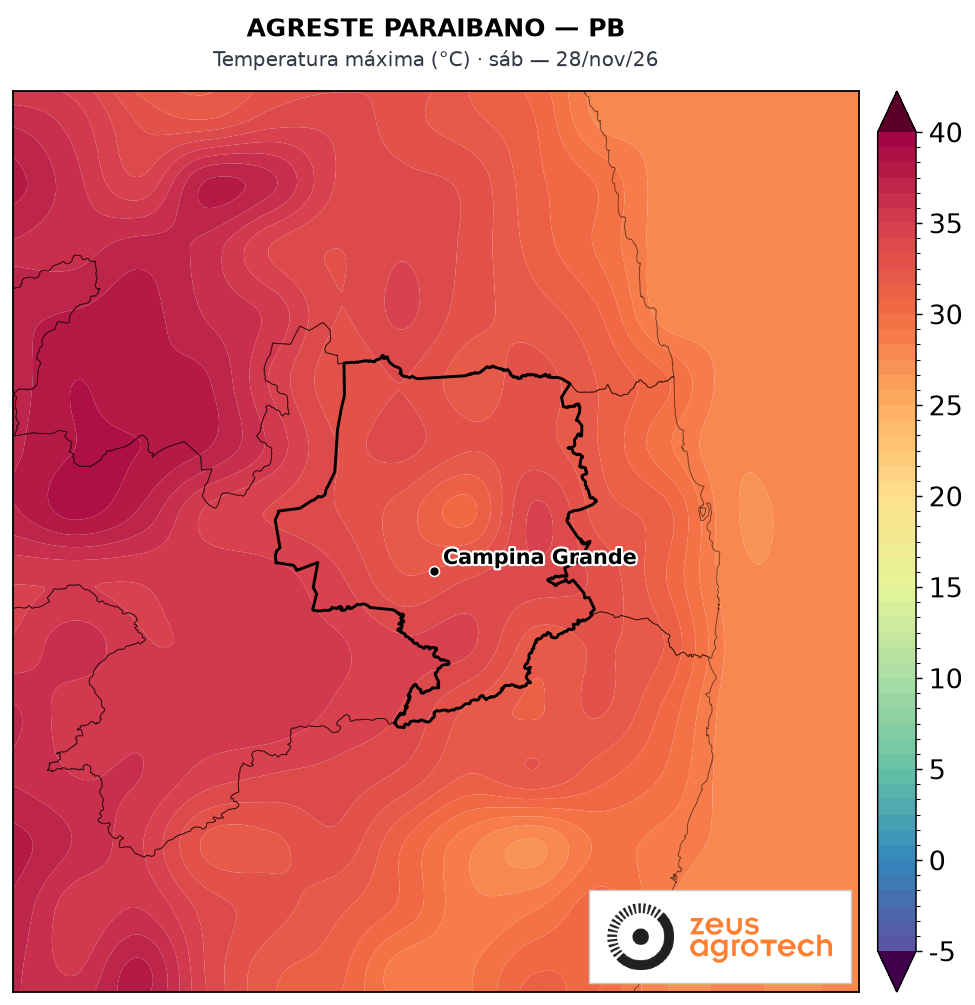 AGRESTE PARAIBANO — PB
Temperatura máxima (°C) · sáb — 28/nov/26
40
35
30
25
20
15
10
5
0
-5
Campina Grande
zeus
agrotech